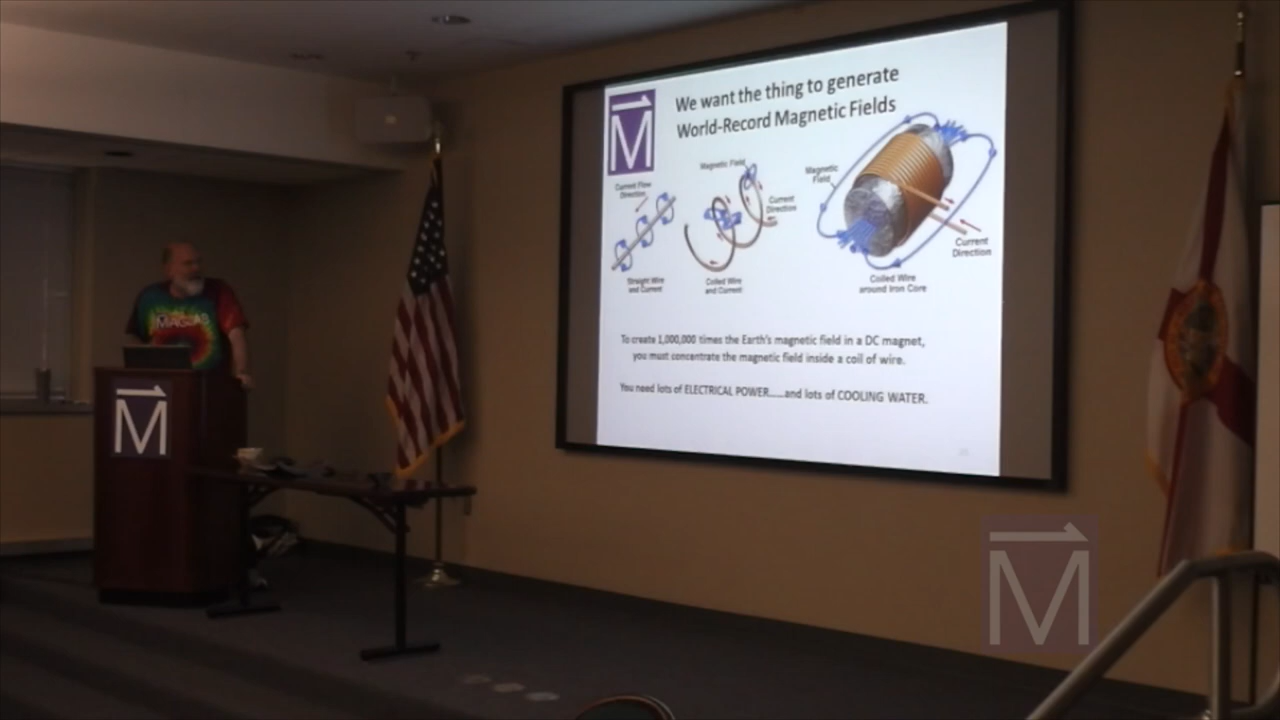 We want the thing to generate
World-Record Magnetic Fields
M
Current Flow
Direction
Straight Wire
and Current
Magnetic Field
Current
Direction
Coiled Wire
and Current
Magnetic
Field
Current
Direction
Coiled Wire
around Iron Core
To create 1,000,000 times the Earth's magnetic field in a DC magnet,
you must concentrate the magnetic field inside a coil of wire.
You need lots of ELECTRICAL POWER......and lots of COOLING WATER.
MAGLAB
M
M